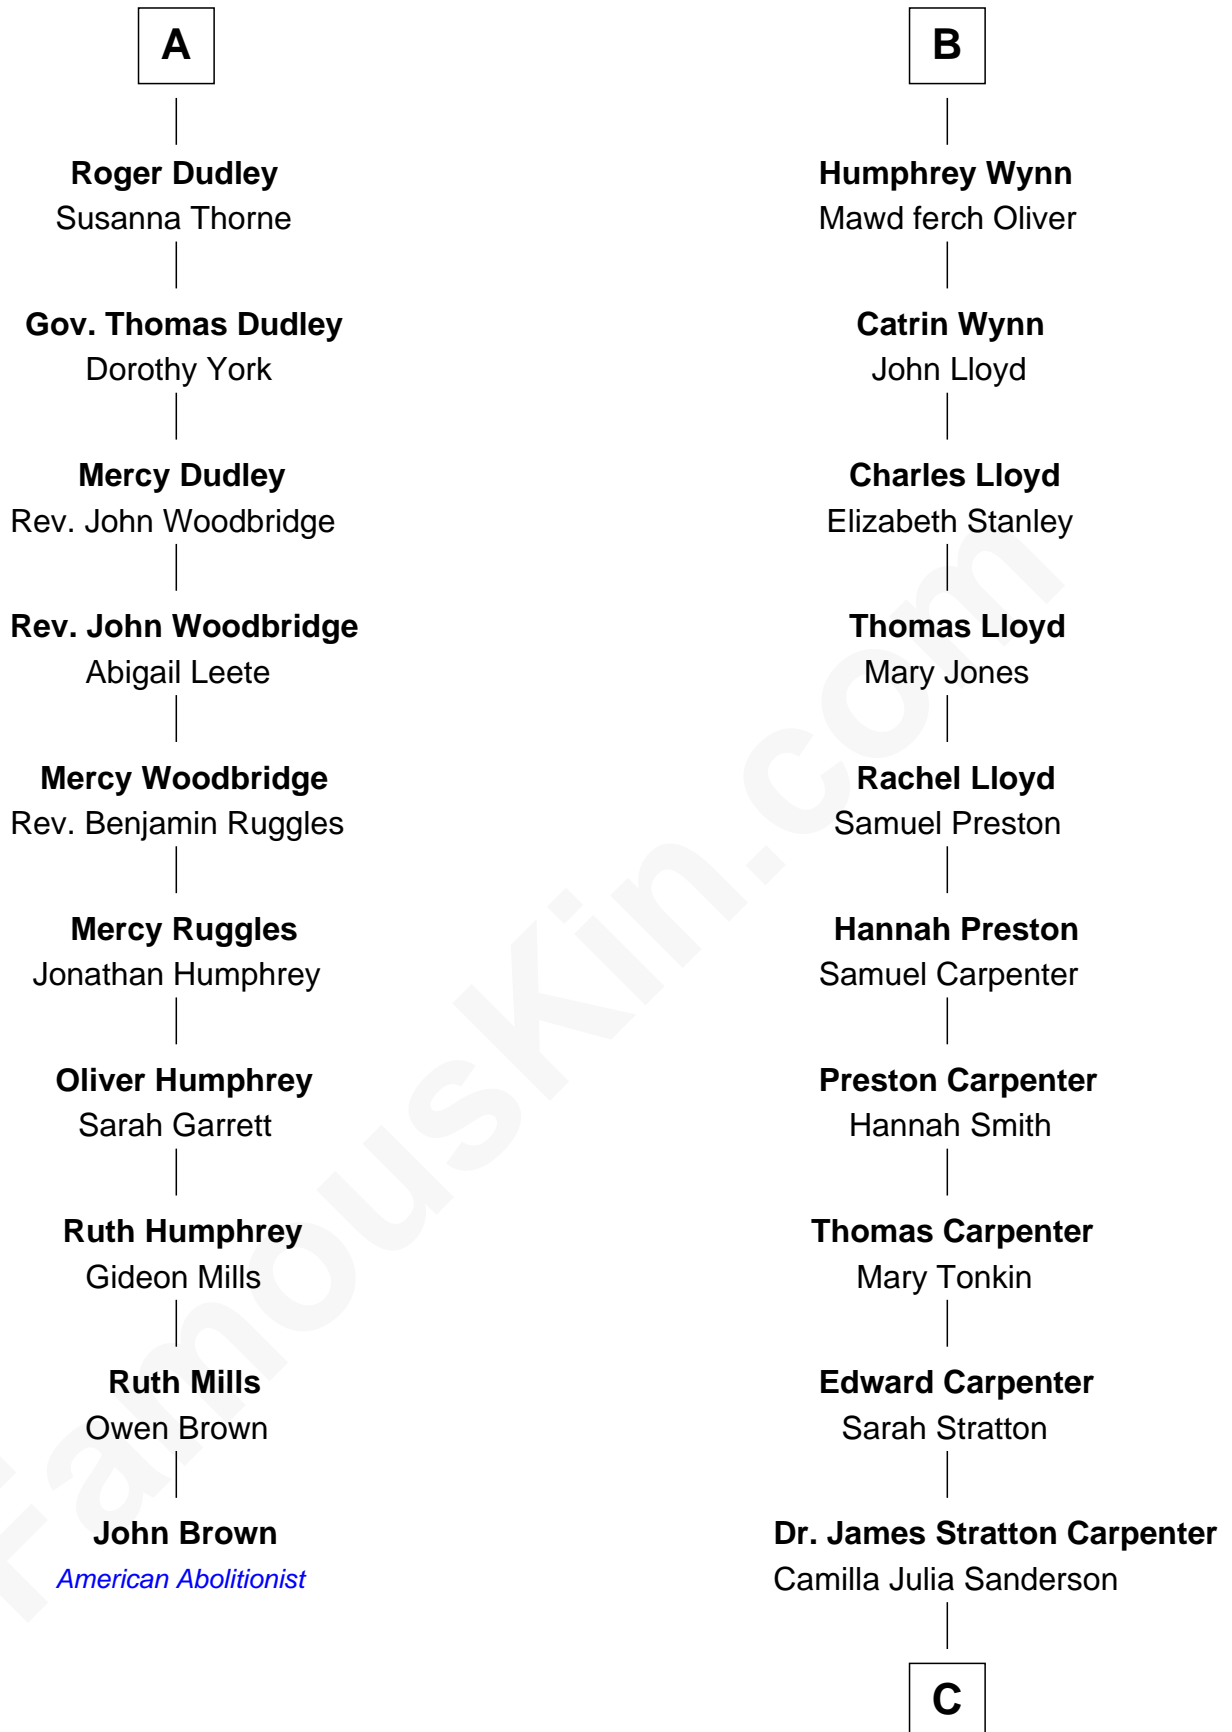 A
Roger Dudley
Susanna Thorne
Gov. Thomas Dudley
Dorothy York
Mercy Dudley
Rev. John Woodbridge
Rev. John Woodbridge
Abigail Leete
Mercy Woodbridge
Rev. Benjamin Ruggles
Mercy Ruggles
Jonathan Humphrey
Oliver Humphrey
Sarah Garrett
Ruth Humphrey
Gideon Mills
Ruth Mills
Owen Brown
John Brown
American Abolitionist
B
Humphrey Wynn
Mawd ferch Oliver
Catrin Wynn
John Lloyd
Charles Lloyd
Elizabeth Stanley
Thomas Lloyd
Mary Jones
Rachel Lloyd
Samuel Preston
Hannah Preston
Samuel Carpenter
Preston Carpenter
Hannah Smith
Thomas Carpenter
Mary Tonkin
Edward Carpenter
Sarah Stratton
Dr. James Stratton Carpenter
Camilla Julia Sanderson
C
FamousKin.com